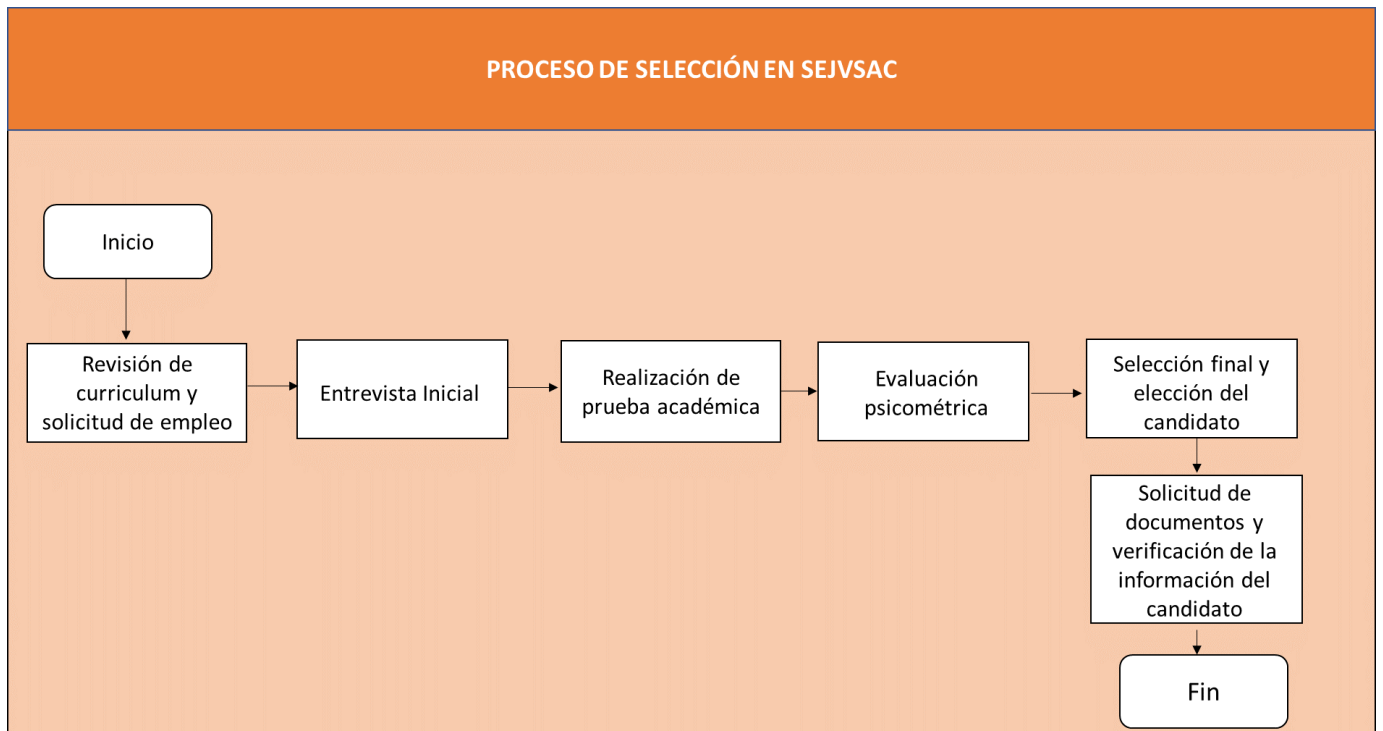 PROCESO DE SELECCIÓN EN SEJVSAC
Inicio
Revisión de
curriculum y
solicitud de empleo
Entrevista Inicial
Realización de
prueba académica
Evaluación
psicométrica
Selección final y
elección del
candidato
Solicitud de
documentos y
verificación de la
información del
candidato
Fin